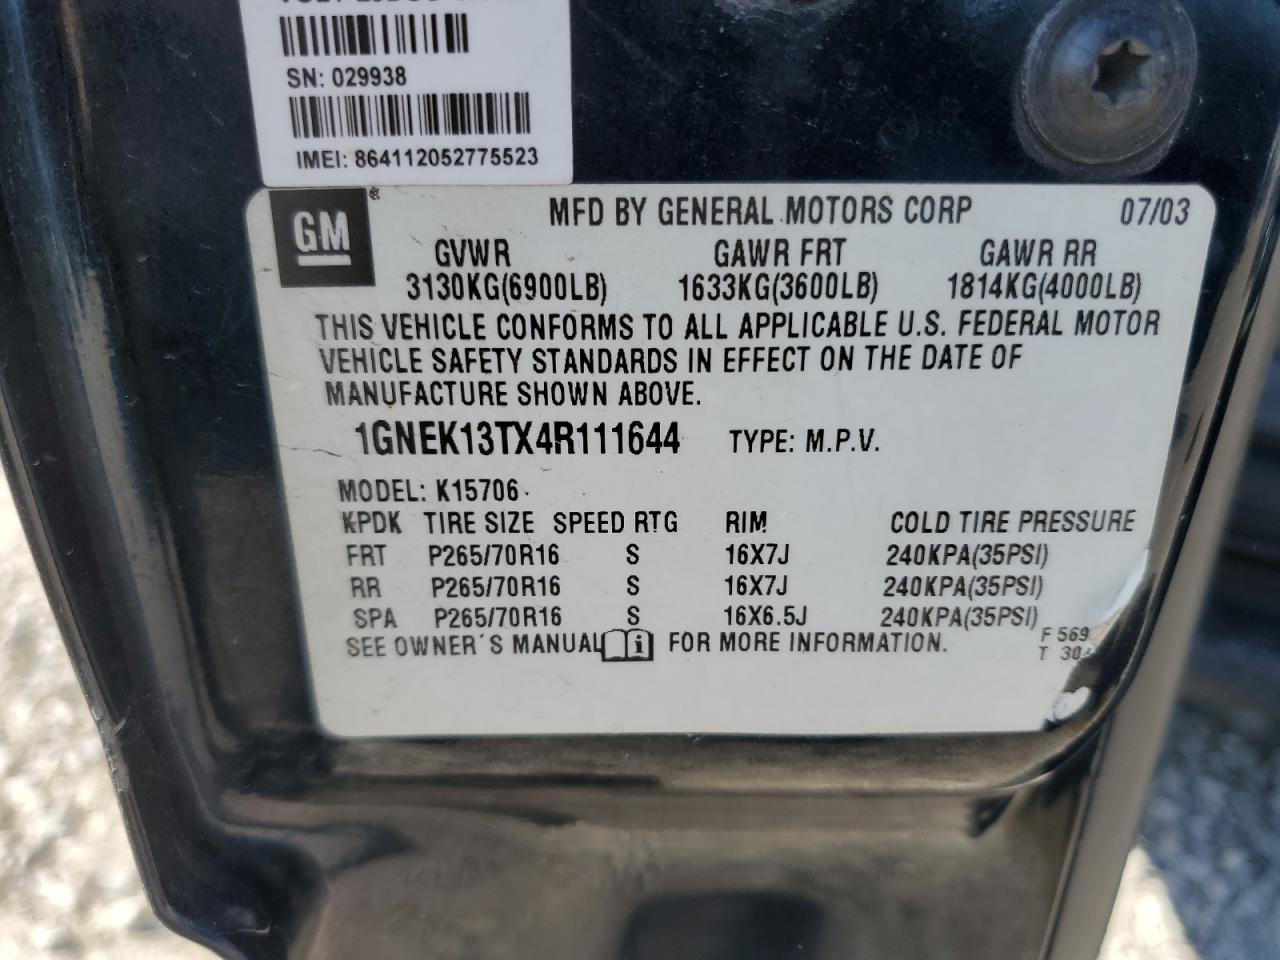 SN: 029938
IMEI: 864112052775523
GM ®
MFD BY GENERAL MOTORS CORP 07/03
GVWR GAWR FRT GAWR RR
3130KG(6900LB) 1633KG(3600LB) 1814KG(4000LB)
THIS VEHICLE CONFORMS TO ALL APPLICABLE U.S. FEDERAL MOTOR
VEHICLE SAFETY STANDARDS IN EFFECT ON THE DATE OF
MANUFACTURE SHOWN ABOVE.
1GNEK13TX4R111644 TYPE: M.P.V.
MODEL: K15706
KPDK TIRE SIZE SPEED RTG RIM COLD TIRE PRESSURE
FRT P265/70R16 S 16X7J 240KPA(35PSI)
RR P265/70R16 S 16X7J 240KPA(35PSI)
SPA P265/70R16 S 16X6.5J 240KPA(35PSI)
SEE OWNER´S MANUAL FOR MORE INFORMATION.
F 569
T